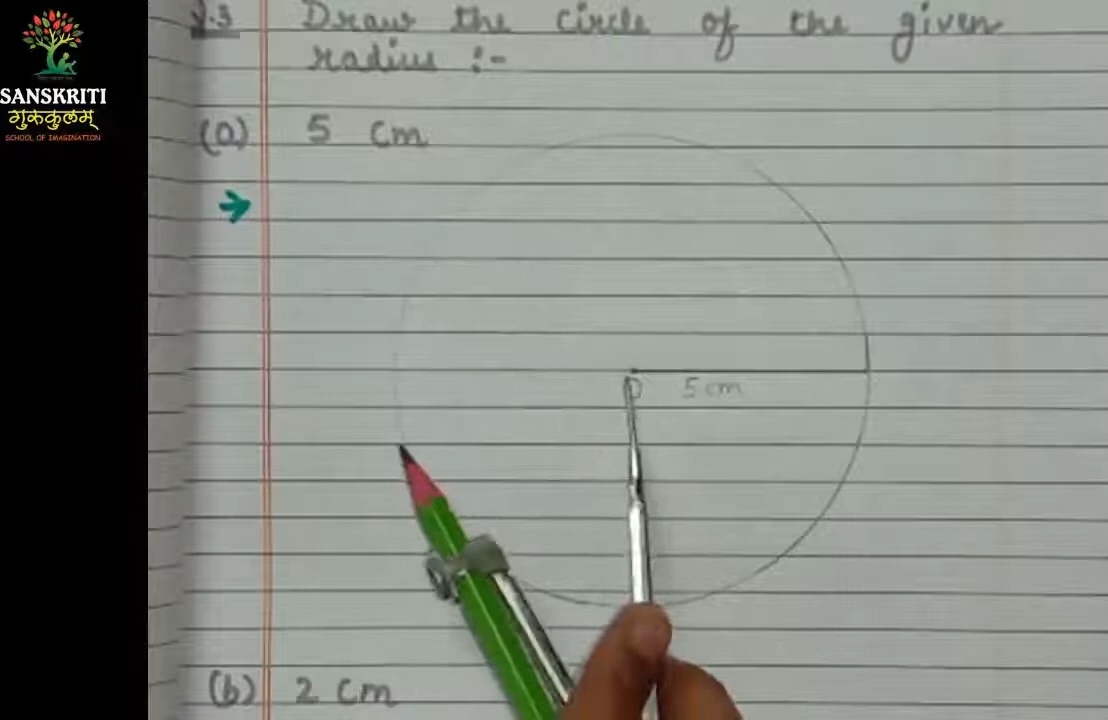 SANSKRITI
गुरुकुलम्
SCHOOL OF IMAGINATION
Draw the circle of the given
radius :-
(a) 5 cm
5 cm
(b) 2 cm